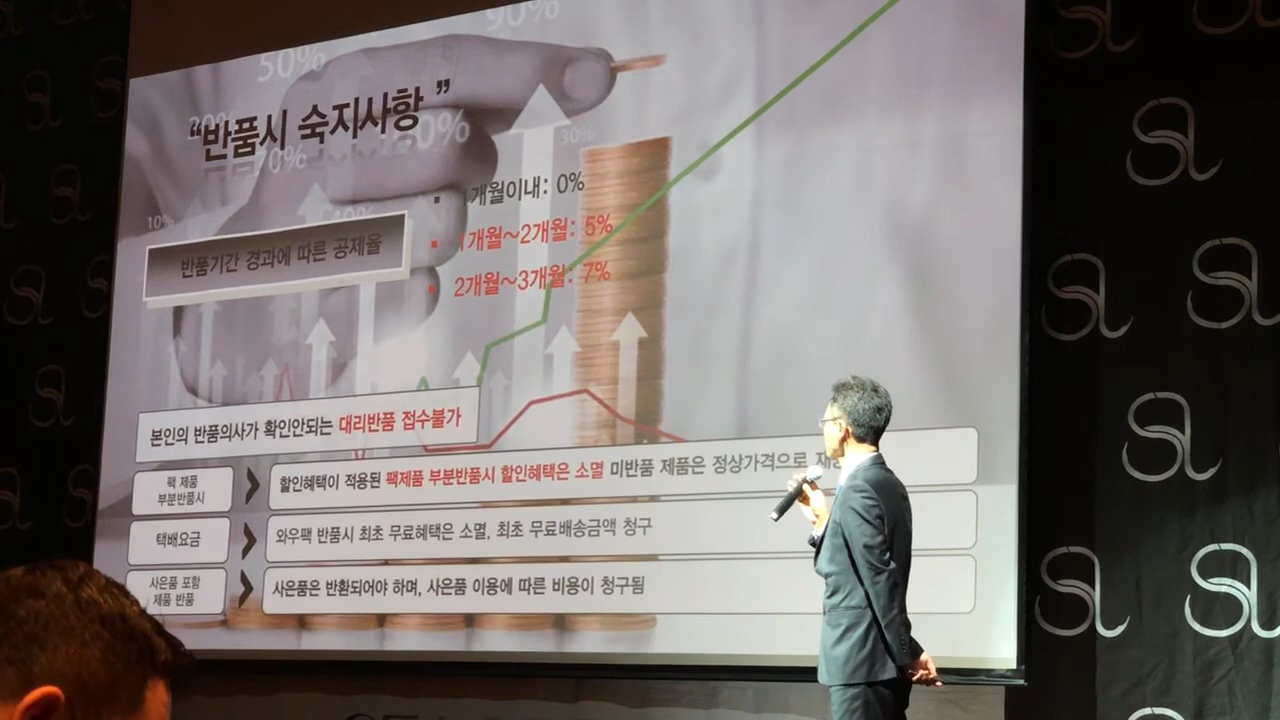 90%
50%
30%
“반품시 숙지사항 ”
70%
30%
1개월이내: 0%
10%
반품기간 경과에 따른 공제율
1개월~2개월: 5%
2개월~3개월: 7%
본인의 반품의사가 확인안되는 대리반품 접수불가
팩 제품
부분반품시
할인혜택이 적용된 팩제품 부분반품시 할인혜택은 소멸 미반품 제품은 정상가격으로
택배요금
와우팩 반품시 최초 무료혜택은 소멸, 최초 무료배송금액 청구
사은품 포함
제품 반품
사은품은 반환되어야 하며, 사은품 이용에 따른 비용이 청구됨